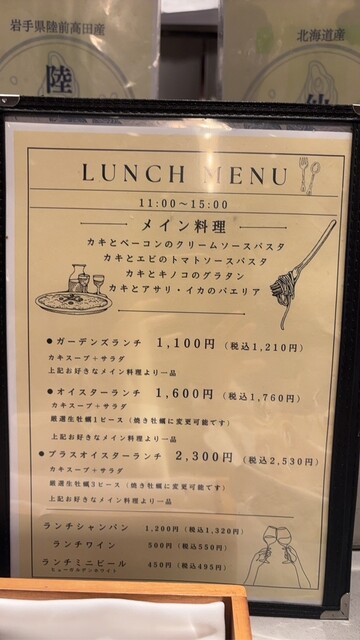 岩手県陸前高田産
北海道産
陸
仙
LUNCH MENU
11:00~15:00
メイン料理
カキとベーコンのクリームソースパスタ
カキとエビのトマトソースパスタ
カキとキノコのグラタン
カキとアサリ・イカのパエリア
●ガーデンズランチ 1,100円 (税込1,210円)
カキスープ+サラダ
上記お好きなメイン料理より一品
●オイスターランチ 1,600円 (税込1,760円)
カキスープ+サラダ
厳選生牡蠣1ピース (焼き牡蠣に変更可能です)
上記お好きなメイン料理より一品
●プラスオイスターランチ 2,300円 (税込2,530円)
カキスープ+サラダ
厳選生牡蠣3ピース (焼き牡蠣に変更可能です)
上記お好きなメイン料理より一品
ランチシャンパン 1,200円 (税込1,320円)
ランチワイン 500円 (税込550円)
ランチミニビール 450円 (税込495円)
ヒューガルデンホワイト